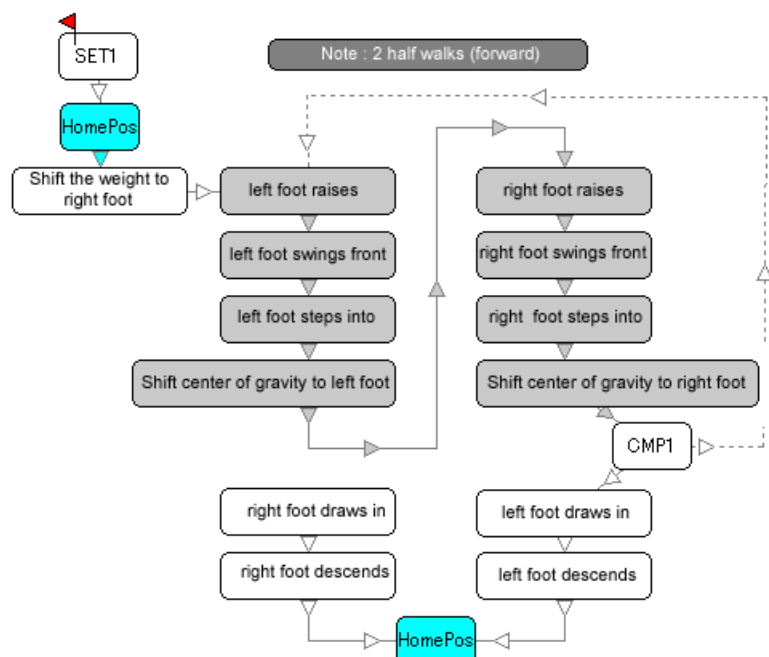 SET1
Note : 2 half walks (forward)
HomePos
Shift the weight to
right foot
left foot raises
left foot swings front
left foot steps into
Shift center of gravity to left foot
right foot raises
right foot swings front
right foot steps into
Shift center of gravity to right foot
CMP1
right foot draws in
right foot descends
left foot draws in
left foot descends
HomePos